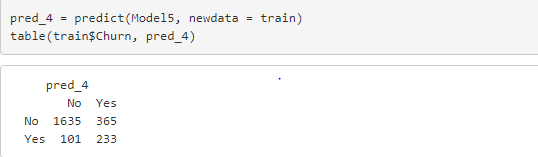 pred_4 = predict(Model5, newdata = train)
table(train$Churn, pred_4)
pred_4
No Yes
No 1635 365
Yes 101 233